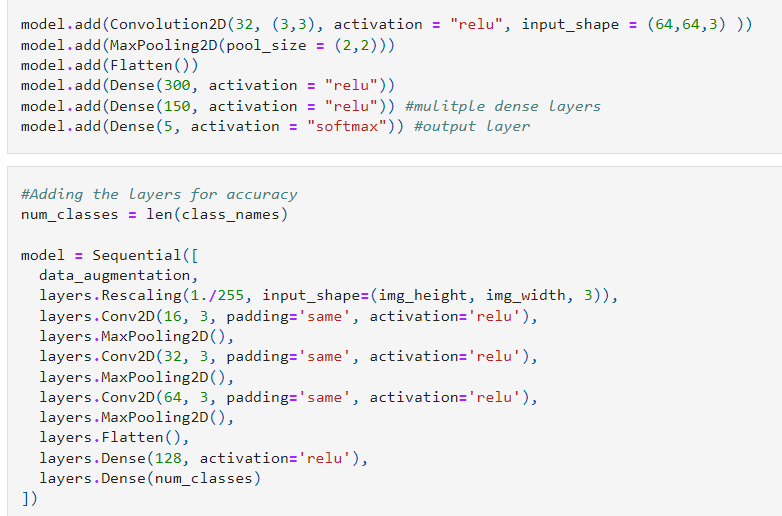 model.add(Convolution2D(32, (3,3), activation = "relu", input_shape = (64,64,3) ))
model.add(MaxPooling2D(pool_size = (2,2)))
model.add(Flatten())
model.add(Dense(300, activation = "relu"))
model.add(Dense(150, activation = "relu")) #mulitple dense layers
model.add(Dense(5, activation = "softmax")) #output layer
#Adding the layers for accuracy
num_classes = len(class_names)
model = Sequential([
  data_augmentation,
  layers.Rescaling(1./255, input_shape=(img_height, img_width, 3)),
  layers.Conv2D(16, 3, padding='same', activation='relu'),
  layers.MaxPooling2D(),
  layers.Conv2D(32, 3, padding='same', activation='relu'),
  layers.MaxPooling2D(),
  layers.Conv2D(64, 3, padding='same', activation='relu'),
  layers.MaxPooling2D(),
  layers.Flatten(),
  layers.Dense(128, activation='relu'),
  layers.Dense(num_classes)
])